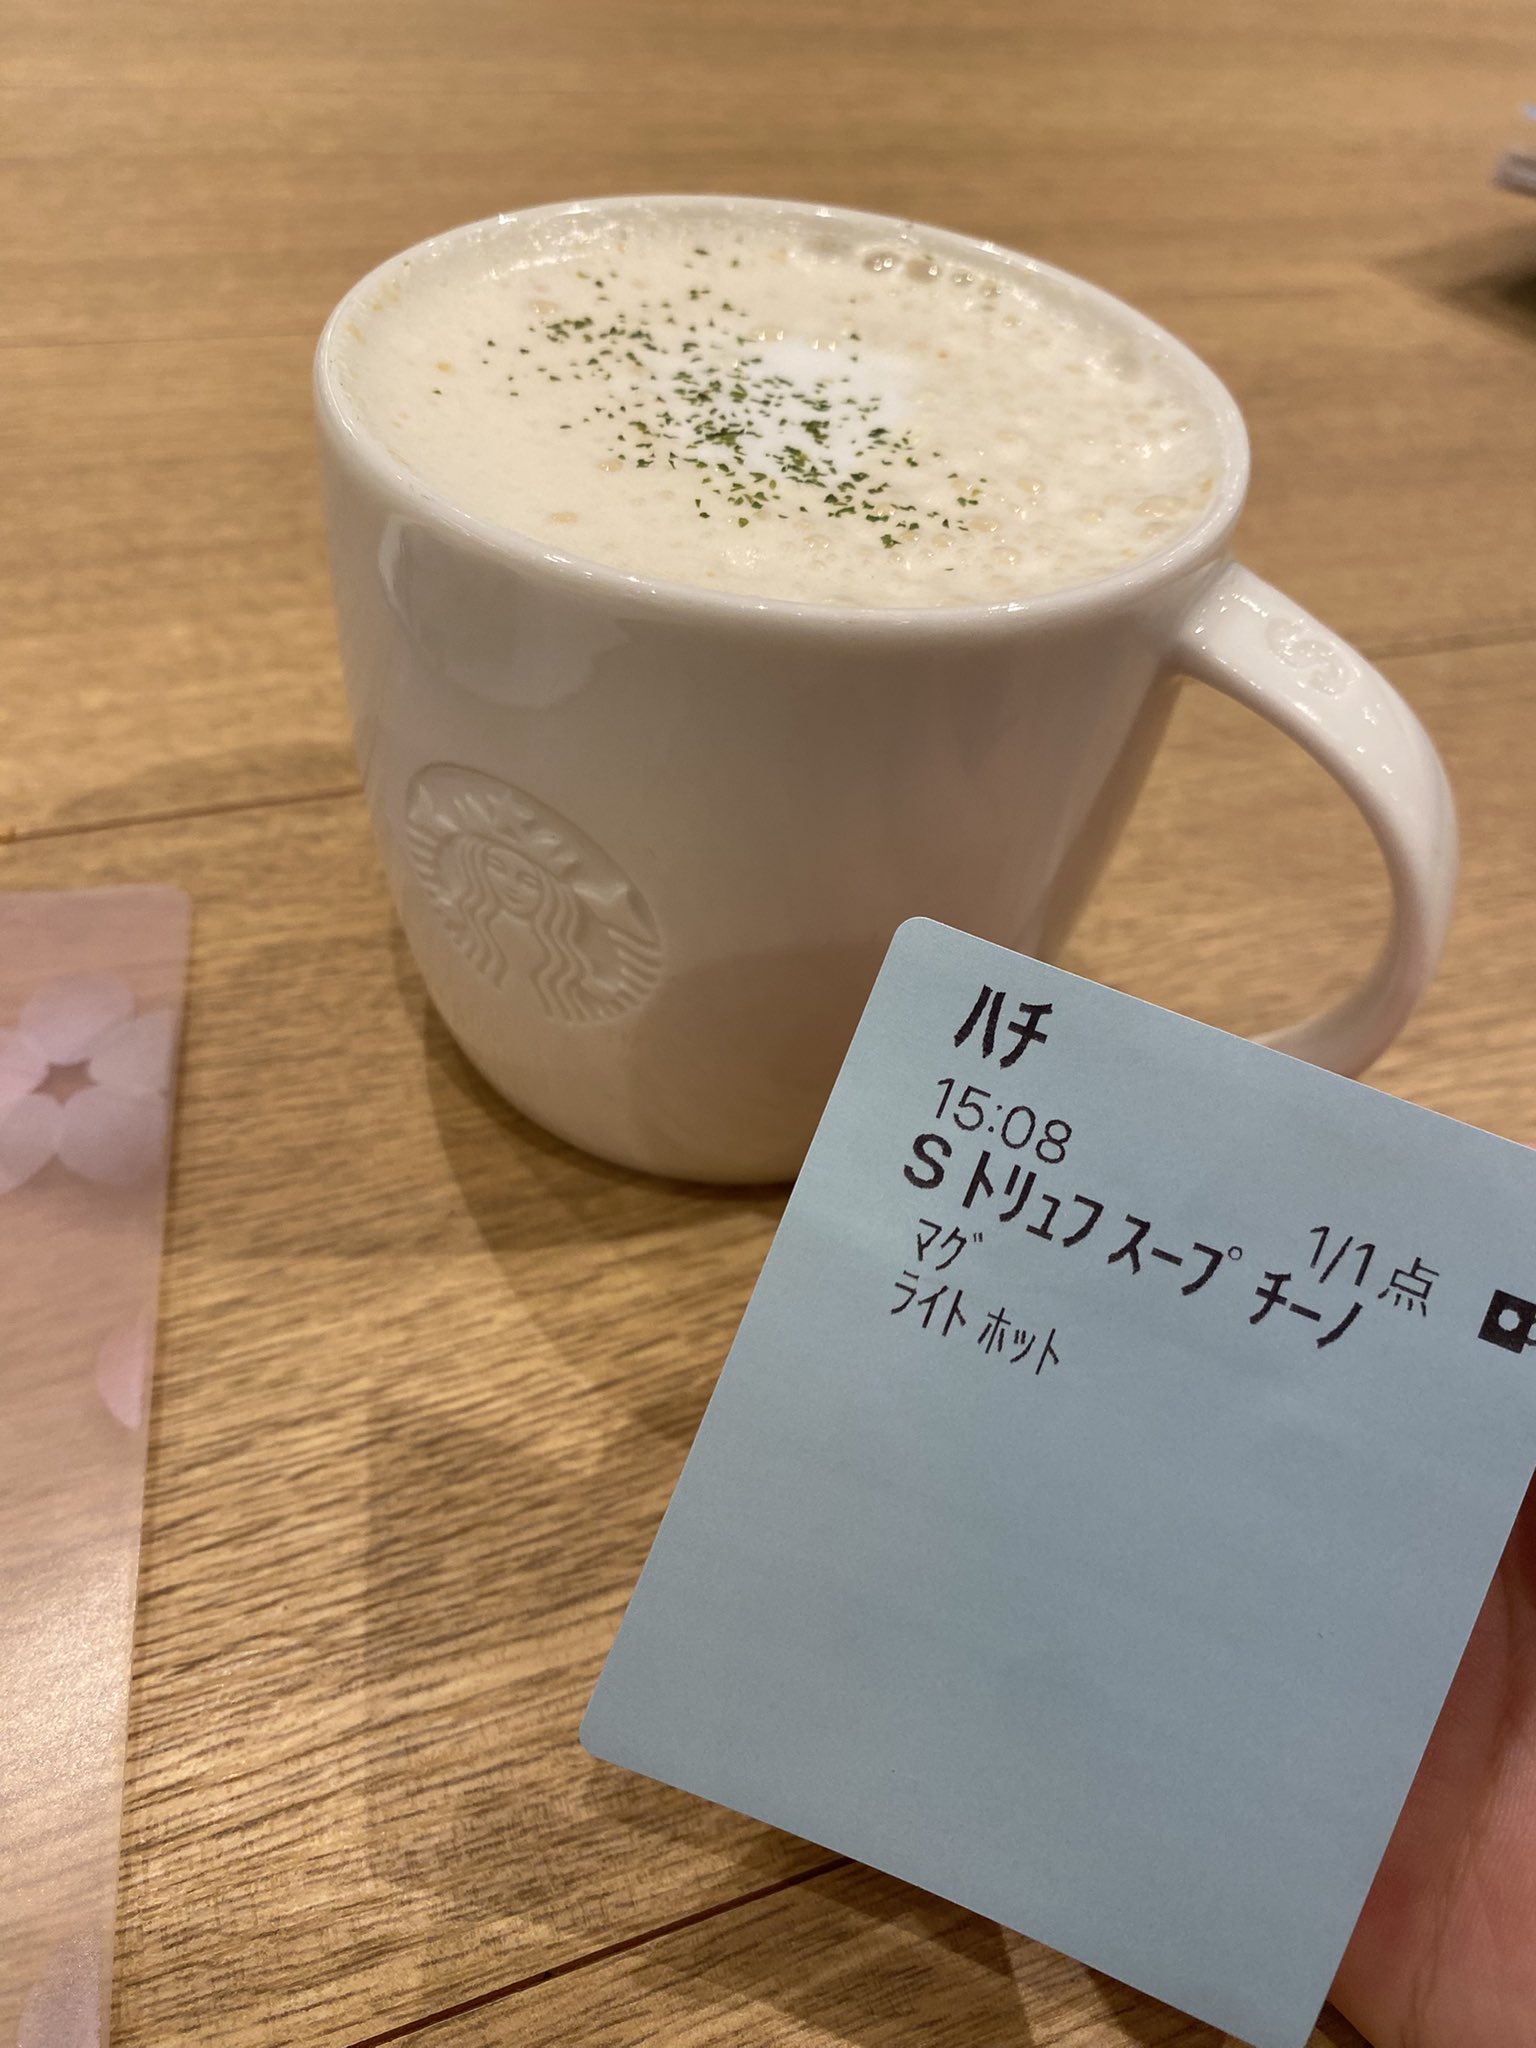 ハチ
15:08
1/1点
S トリュフ スープ チーノ
マグ
ライト ホット